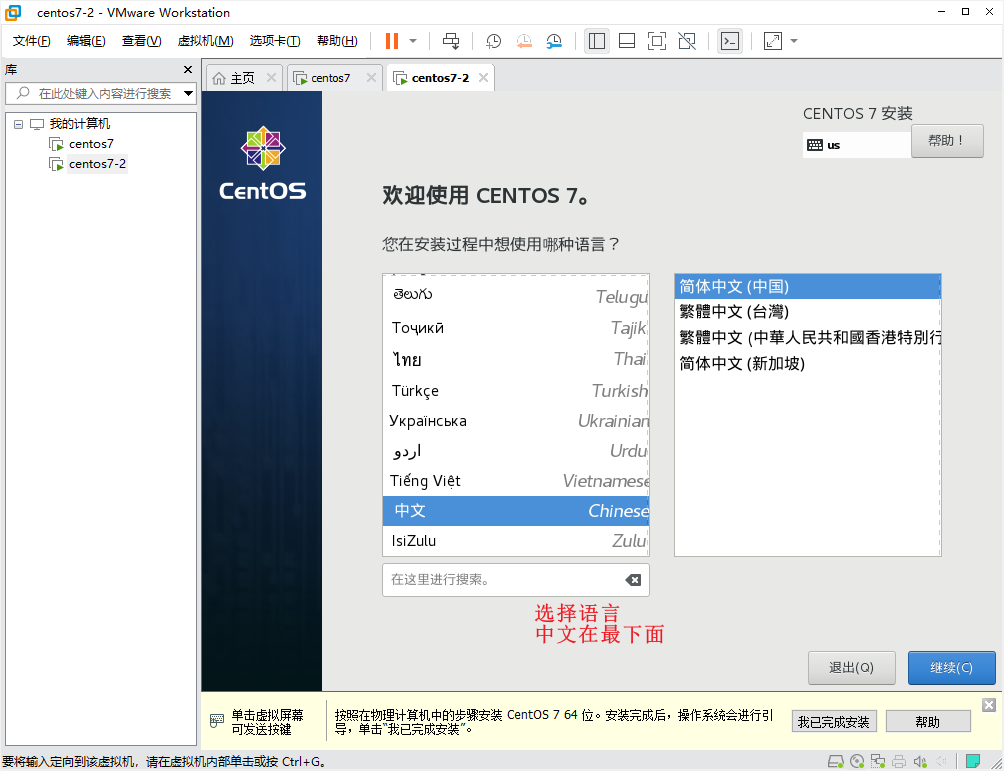 centos7-2 - VMware Workstation
文件(F) 编辑(E) 查看(V) 虚拟机(M) 选项卡(T) 帮助(H)
库
在此处键入内容进行搜索
我的计算机
centos7
centos7-2
主页
centos7
centos7-2
CentOS
CENTOS 7 安装
us
帮助！
欢迎使用 CENTOS 7。
您在安装过程中想使用哪种语言？
తెలుగు Telugu
Тоҷикӣ Tajik
ไทย Thai
Türkçe Turkish
Українська Ukrainian
اردو Urdu
Tiếng Việt Vietnamese
中文 Chinese
IsiZulu Zulu
在这里进行搜索。
简体中文 (中国)
繁體中文 (台灣)
繁體中文 (中華人民共和國香港特別行
简体中文 (新加坡)
选择语言
中文在最下面
退出(Q)
继续(C)
单击虚拟屏幕
可发送按键
按照在物理计算机中的步骤安装 CentOS 7 64 位。安装完成后，操作系统会进行引
导，单击“我已完成安装”。
我已完成安装
帮助
要将输入定向到该虚拟机，请在虚拟机内部单击或按 Ctrl+G。